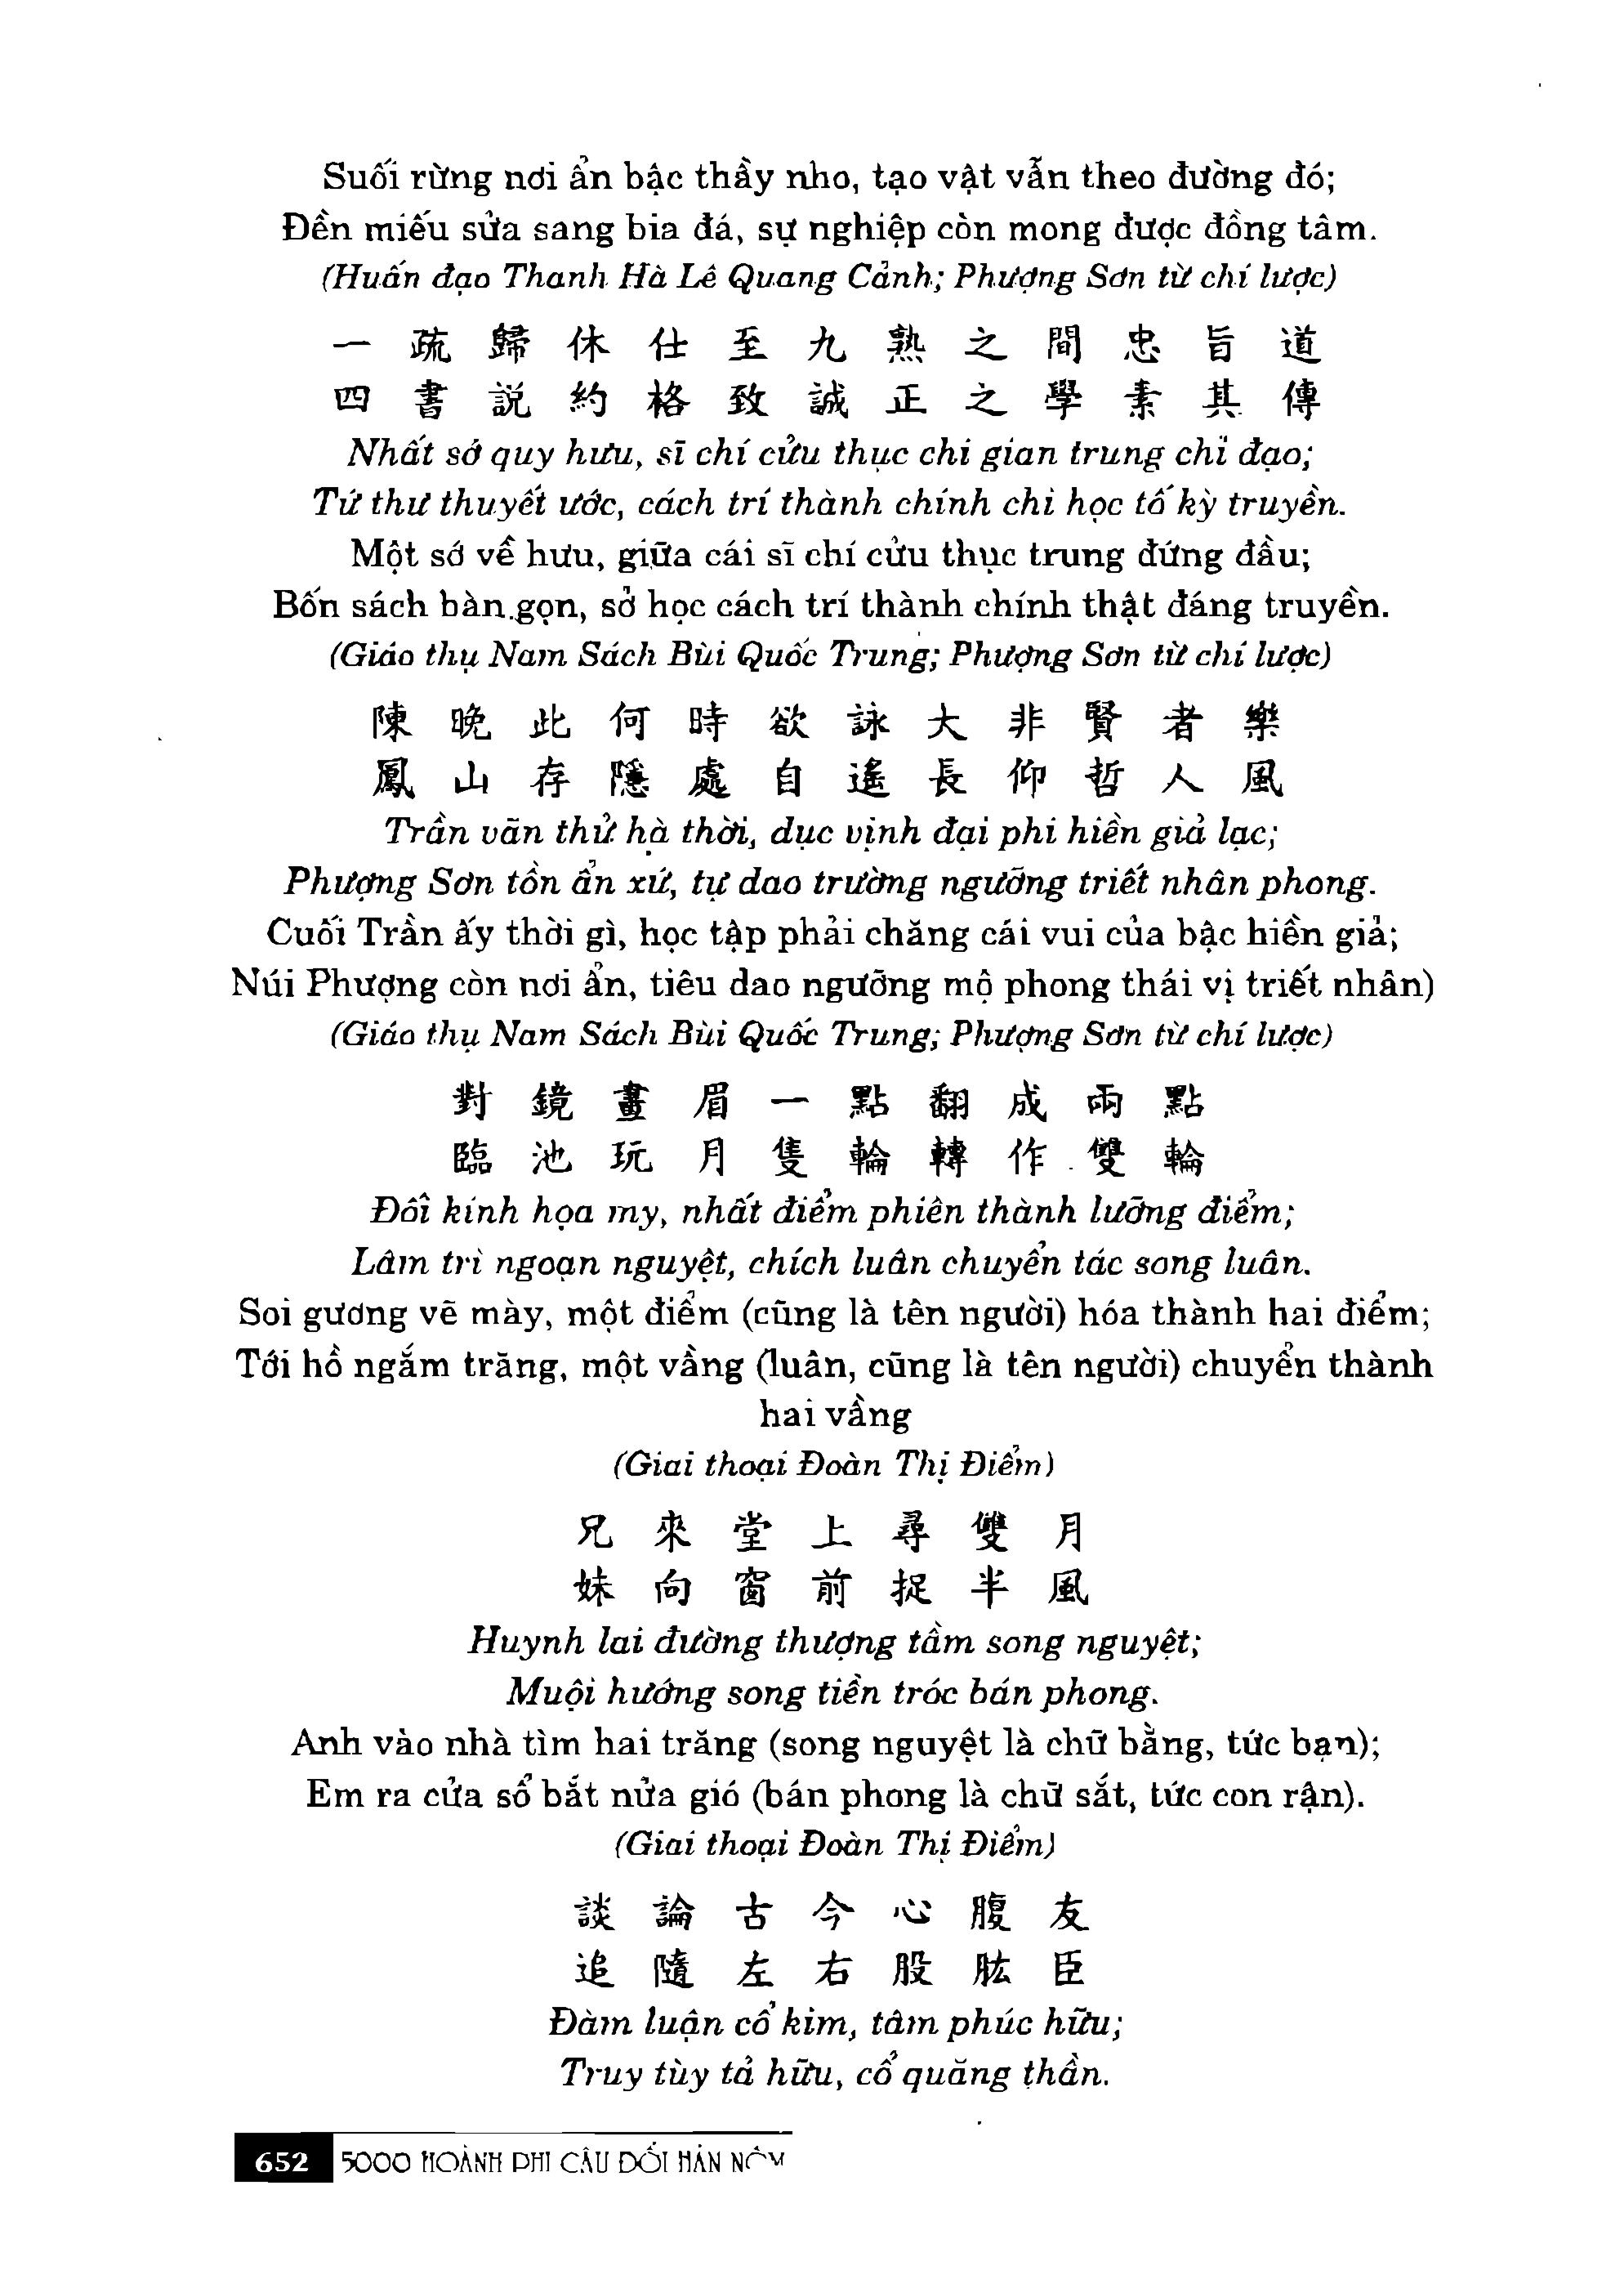 Suối rừng nơi ẩn bậc thầy nho, tạo vật vẫn theo đường đó;
Đền miếu sửa sang bia đá, sự nghiệp còn mong được đồng tâm.
(Huấn đạo Thanh Hà Lê Quang Cảnh; Phượng Sơn từ chí lược)
一 疏 歸 休 仕 至 九 熟 之 間 忠 旨 道
四 書 説 約 格 致 誠 正 之 學 素 其 傳
Nhất sớ quy hưu, sĩ chí cửu thục chi gian trung chỉ đạo;
Tứ thư thuyết ước, cách trí thành chính chi học tố kỳ truyền.
Một sớ về hưu, giữa cái sĩ chí cửu thục trung đứng đầu;
Bốn sách bàn gọn, sở học cách trí thành chính thật đáng truyền.
(Giáo thụ Nam Sách Bùi Quốc Trung; Phượng Sơn từ chí lược)
陳 晚 此 何 時 欲 詠 大 非 賢 者 樂
鳳 山 存 隱 處 自 遙 長 仰 哲 人 風
Trần vãn thử hà thời, dục vịnh đại phi hiền giả lạc;
Phượng Sơn tồn ẩn xứ, tự dao trường ngưỡng triết nhân phong.
Cuối Trần ấy thời gì, học tập phải chăng cái vui của bậc hiền giả;
Núi Phượng còn nơi ẩn, tiêu dao ngưỡng mộ phong thái vị triết nhân)
(Giáo thụ Nam Sách Bùi Quốc Trung; Phượng Sơn từ chí lược)
對 鏡 畫 眉 一 點 翻 成 兩 點
臨 池 玩 月 隻 輪 轉 作 雙 輪
Đối kính họa my, nhất điểm phiên thành lưỡng điểm;
Lâm trì ngoạn nguyệt, chích luân chuyển tác song luân.
Soi gương vẽ mày, một điểm (cũng là tên người) hóa thành hai điểm;
Tới hồ ngắm trăng, một vầng (luân, cũng là tên người) chuyển thành
hai vầng
(Giai thoại Đoàn Thị Điểm)
兄 來 堂 上 尋 雙 月
妹 向 窗 前 捉 半 風
Huynh lai đường thượng tầm song nguyệt;
Muội hướng song tiền tróc bán phong.
Anh vào nhà tìm hai trăng (song nguyệt là chữ bằng, tức bạn);
Em ra cửa sổ bắt nửa gió (bán phong là chữ sắt, tức con rận).
(Giai thoại Đoàn Thị Điểm)
談 論 古 今 心 腹 友
追 隨 左 右 股 肱 臣
Đàm luận cổ kim, tâm phúc hữu;
Truy tùy tả hữu, cổ quăng thần.
652 5000 HOÀNH PHI CÂU ĐỐI HÁN NÔM